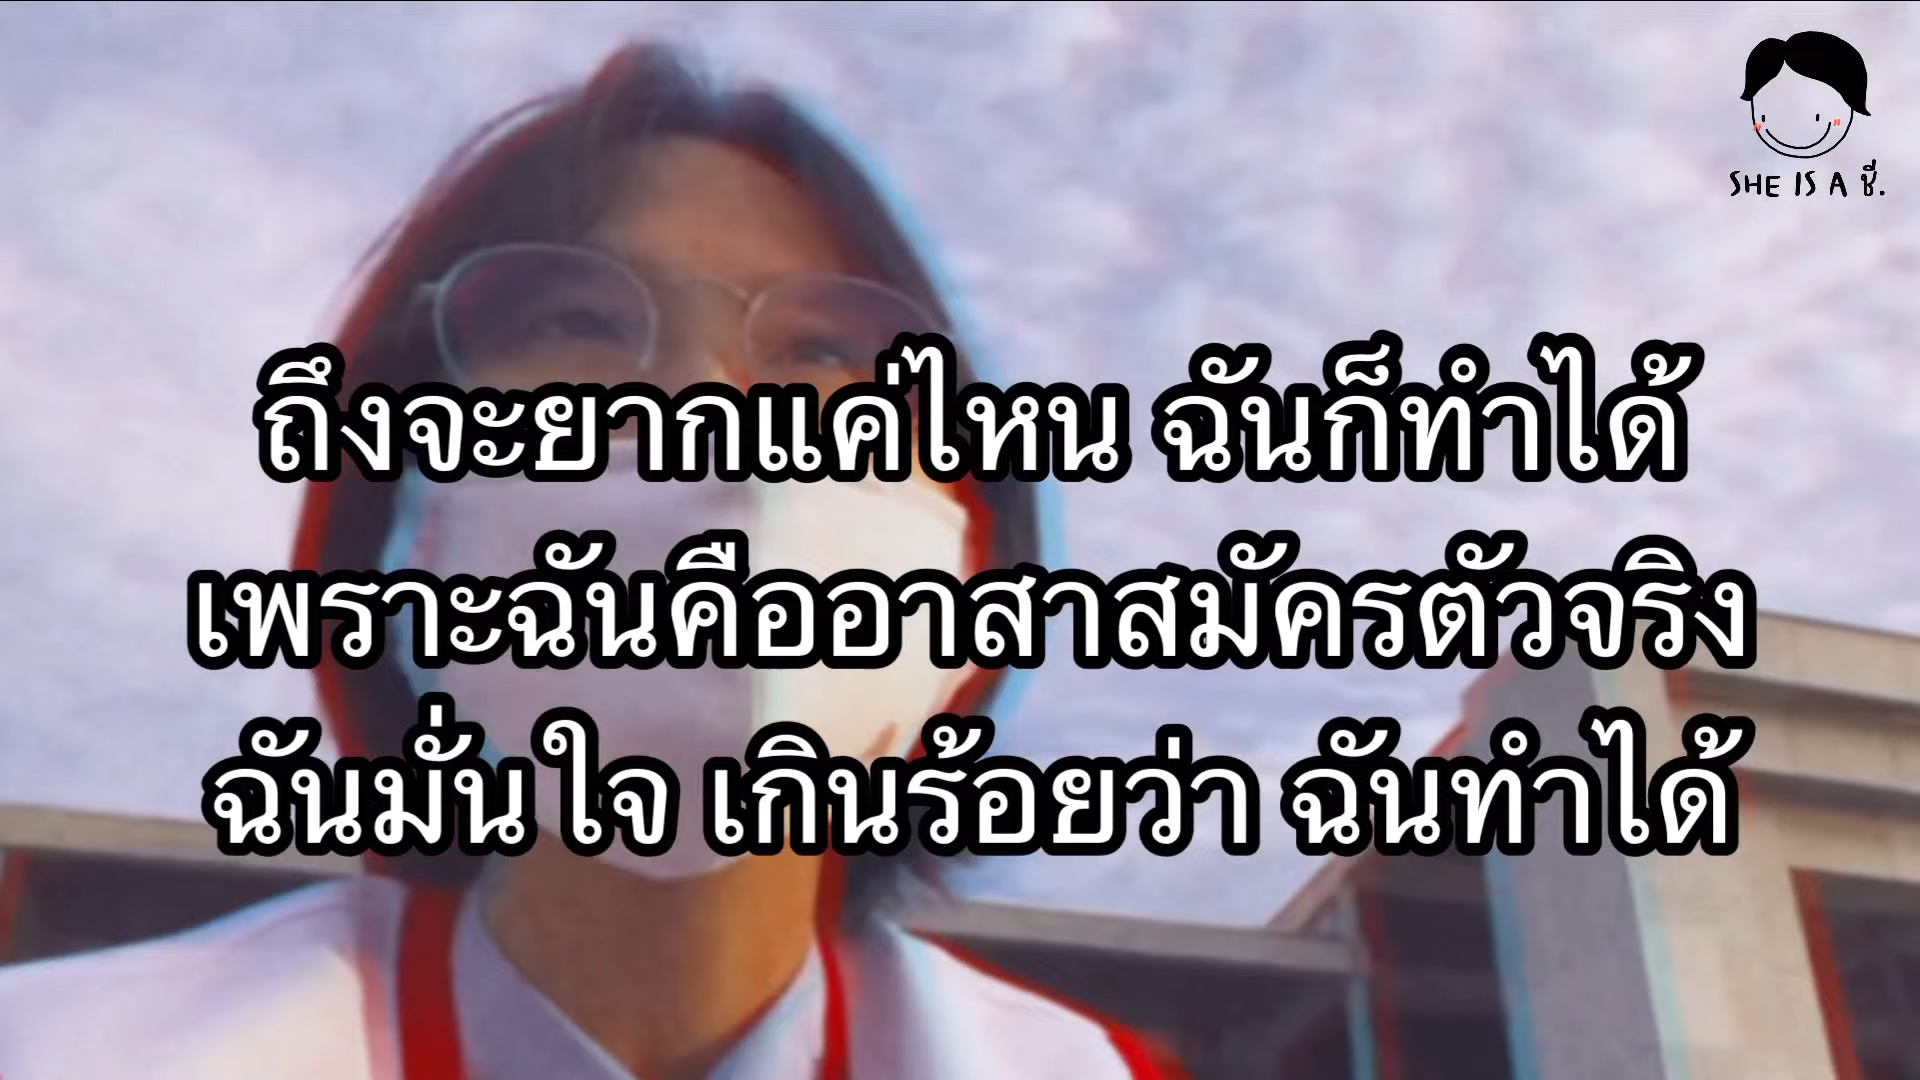 SHE IS A ชี.
ถึงจะยากแค่ไหน ฉันก็ทำได้
เพราะฉันคืออาสาสมัครตัวจริง
ฉันมั่นใจ เกินร้อยว่า ฉันทำได้